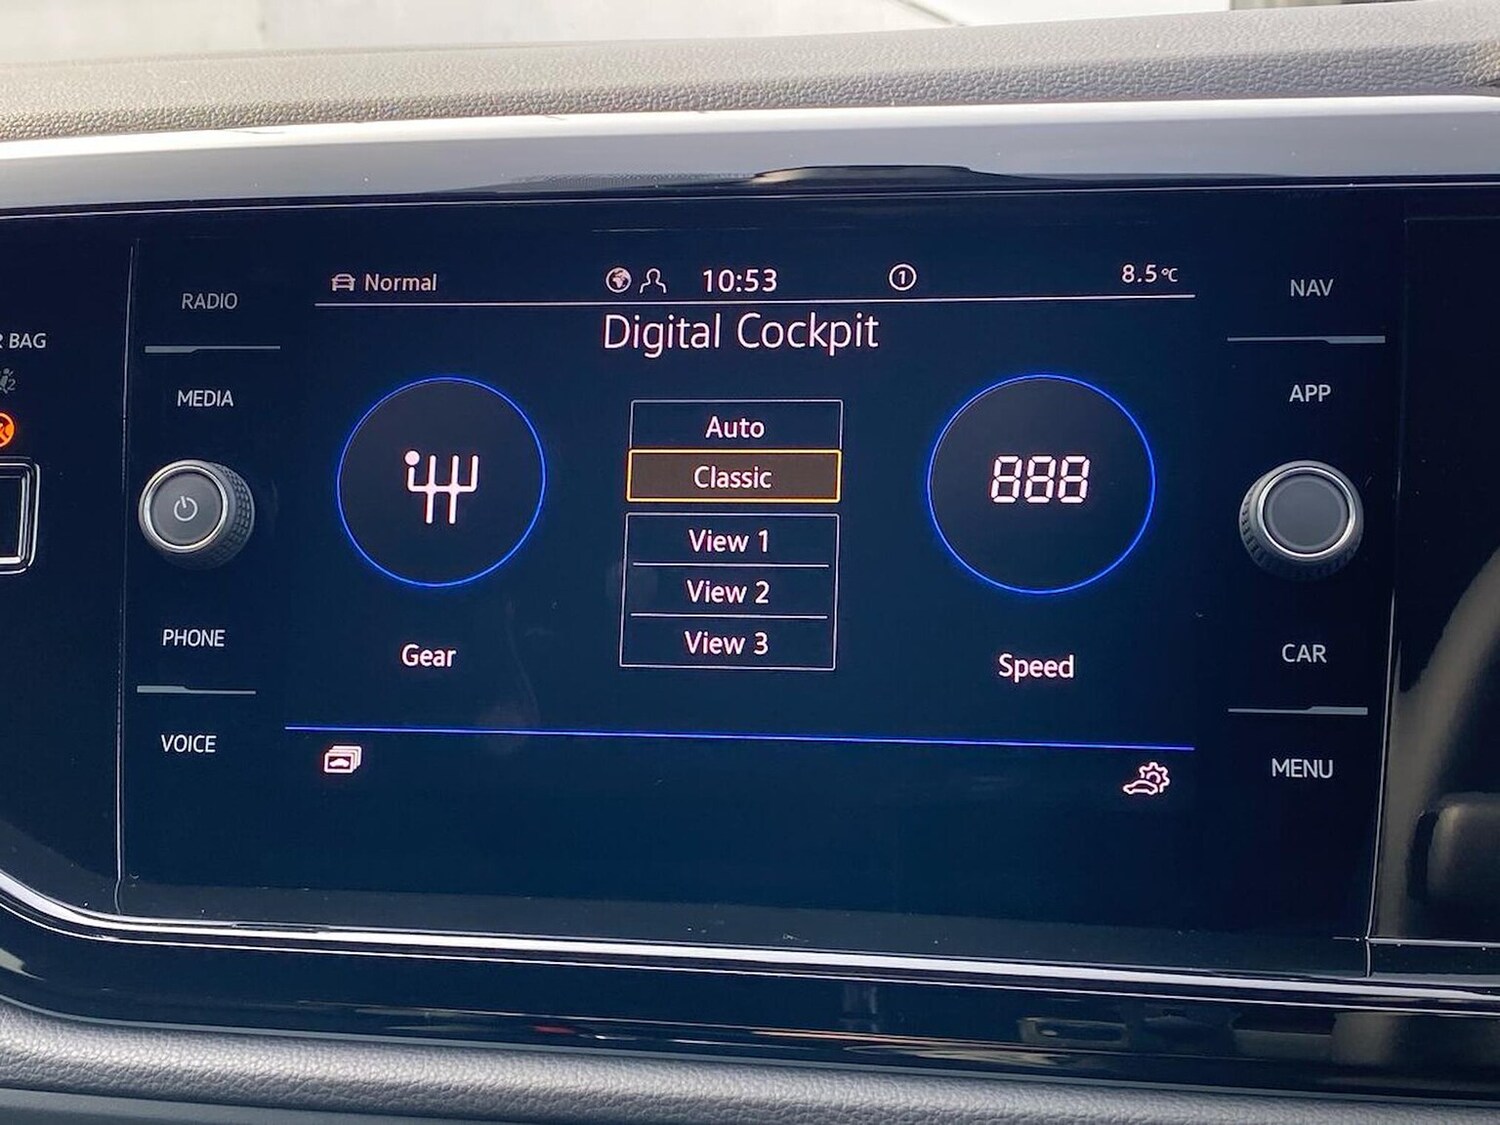 R BAG
RADIO
MEDIA
PHONE
VOICE
Normal
10:53
1
8.5°C
Digital Cockpit
Auto
Classic
View 1
View 2
View 3
Gear
888
Speed
NAV
APP
CAR
MENU